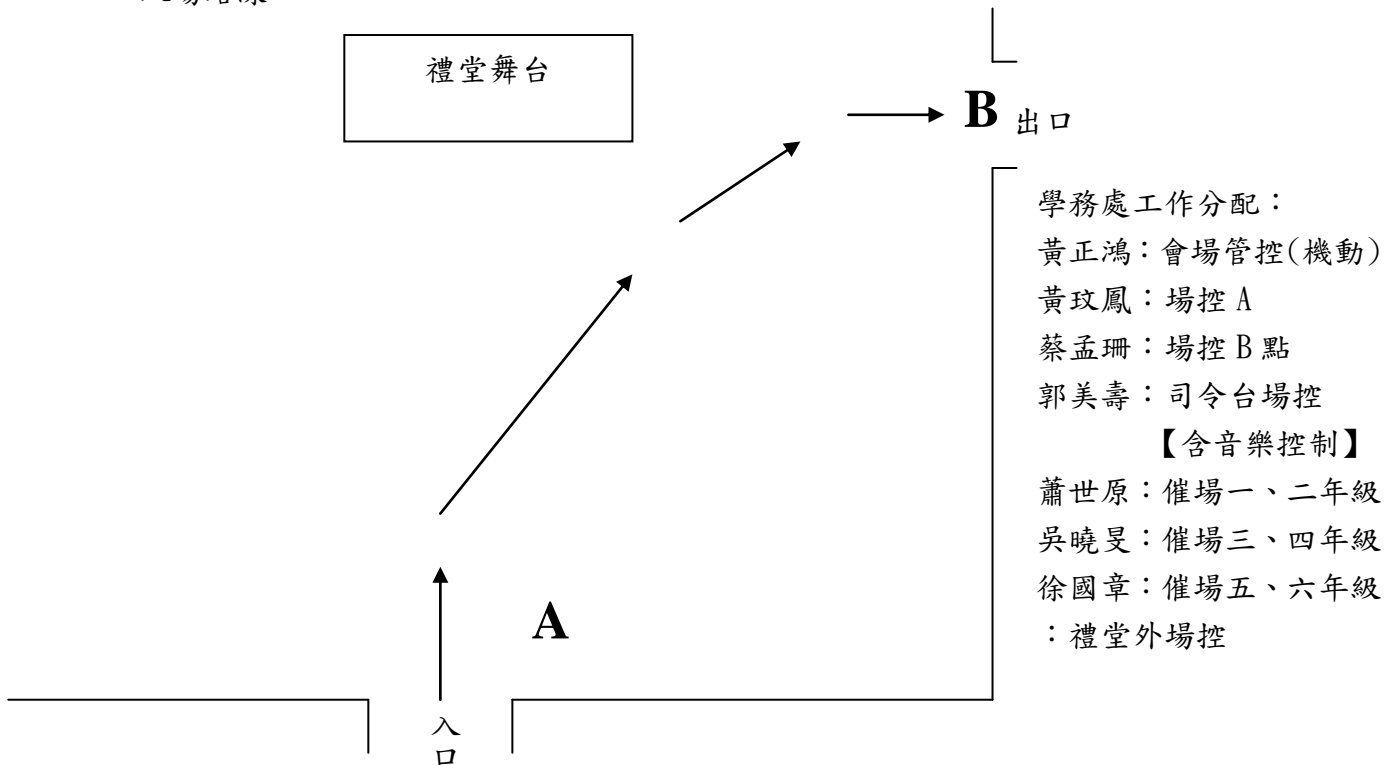 禮堂舞台
B 出口
學務處工作分配：
黃正鴻：會場管控(機動)
黃玟鳳：場控 A
蔡孟珊：場控 B 點
郭美壽：司令台場控
【含音樂控制】
蕭世原：催場一、二年級
吳曉旻：催場三、四年級
徐國章：催場五、六年級
：禮堂外場控
A
入口